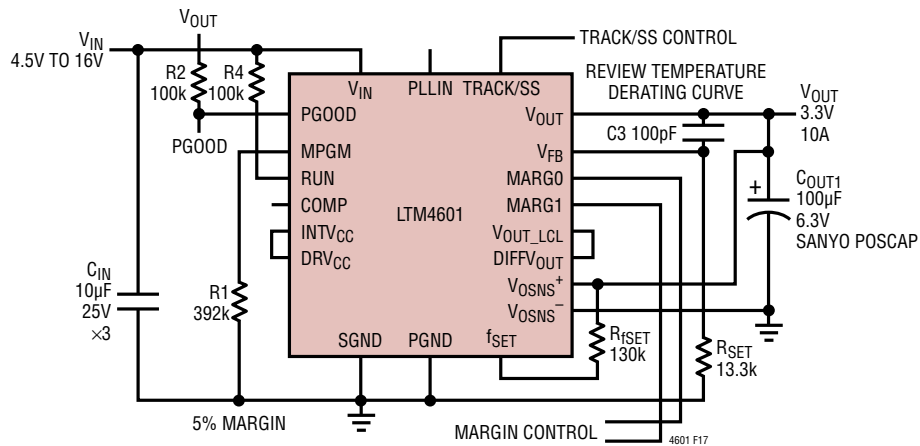 VOUT
VIN
4.5V TO 16V
R2
100k
R4
100k
PGOOD
TRACK/SS CONTROL
REVIEW TEMPERATURE
DERATING CURVE
VIN
PLLIN
TRACK/SS
PGOOD
MPGM
RUN
COMP
INTVCC
DRVCC
LTM4601
VOUT
VFB
MARG0
MARG1
VOUT_LCL
DIFFVOUT
VOSNS+
VOSNS–
SGND
PGND
fSET
C3 100pF
VOUT
3.3V
10A
+
COUT1
100µF
6.3V
SANYO POSCAP
CIN
10µF
25V
×3
R1
392k
RfSET
130k
RSET
13.3k
5% MARGIN
MARGIN CONTROL
4601 F17